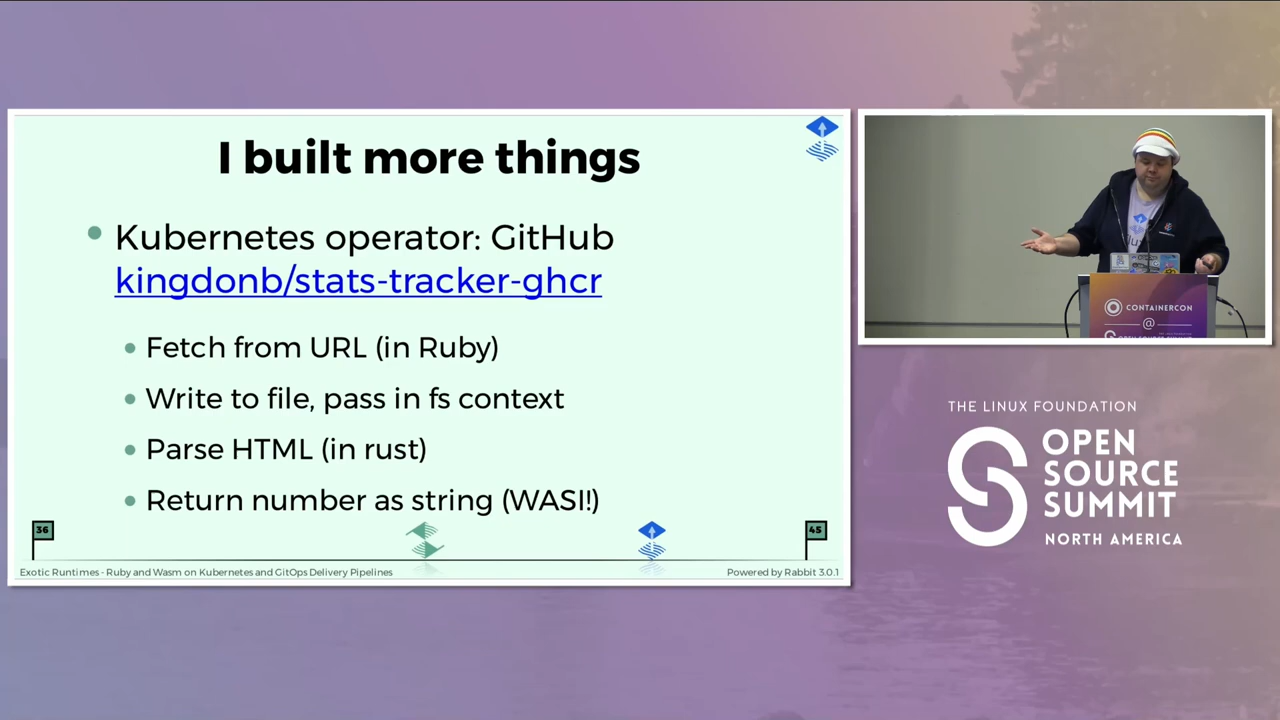 I built more things
Kubernetes operator: GitHub
kingdonb/stats-tracker-ghcr
Fetch from URL (in Ruby)
Write to file, pass in fs context
Parse HTML (in rust)
Return number as string (WASI!)
36
45
Exotic Runtimes - Ruby and Wasm on Kubernetes and GitOps Delivery Pipelines
Powered by Rabbit 3.0.1
CONTAINERCON
@
THE LINUX FOUNDATION
OPEN
SOURCE
SUMMIT
NORTH AMERICA